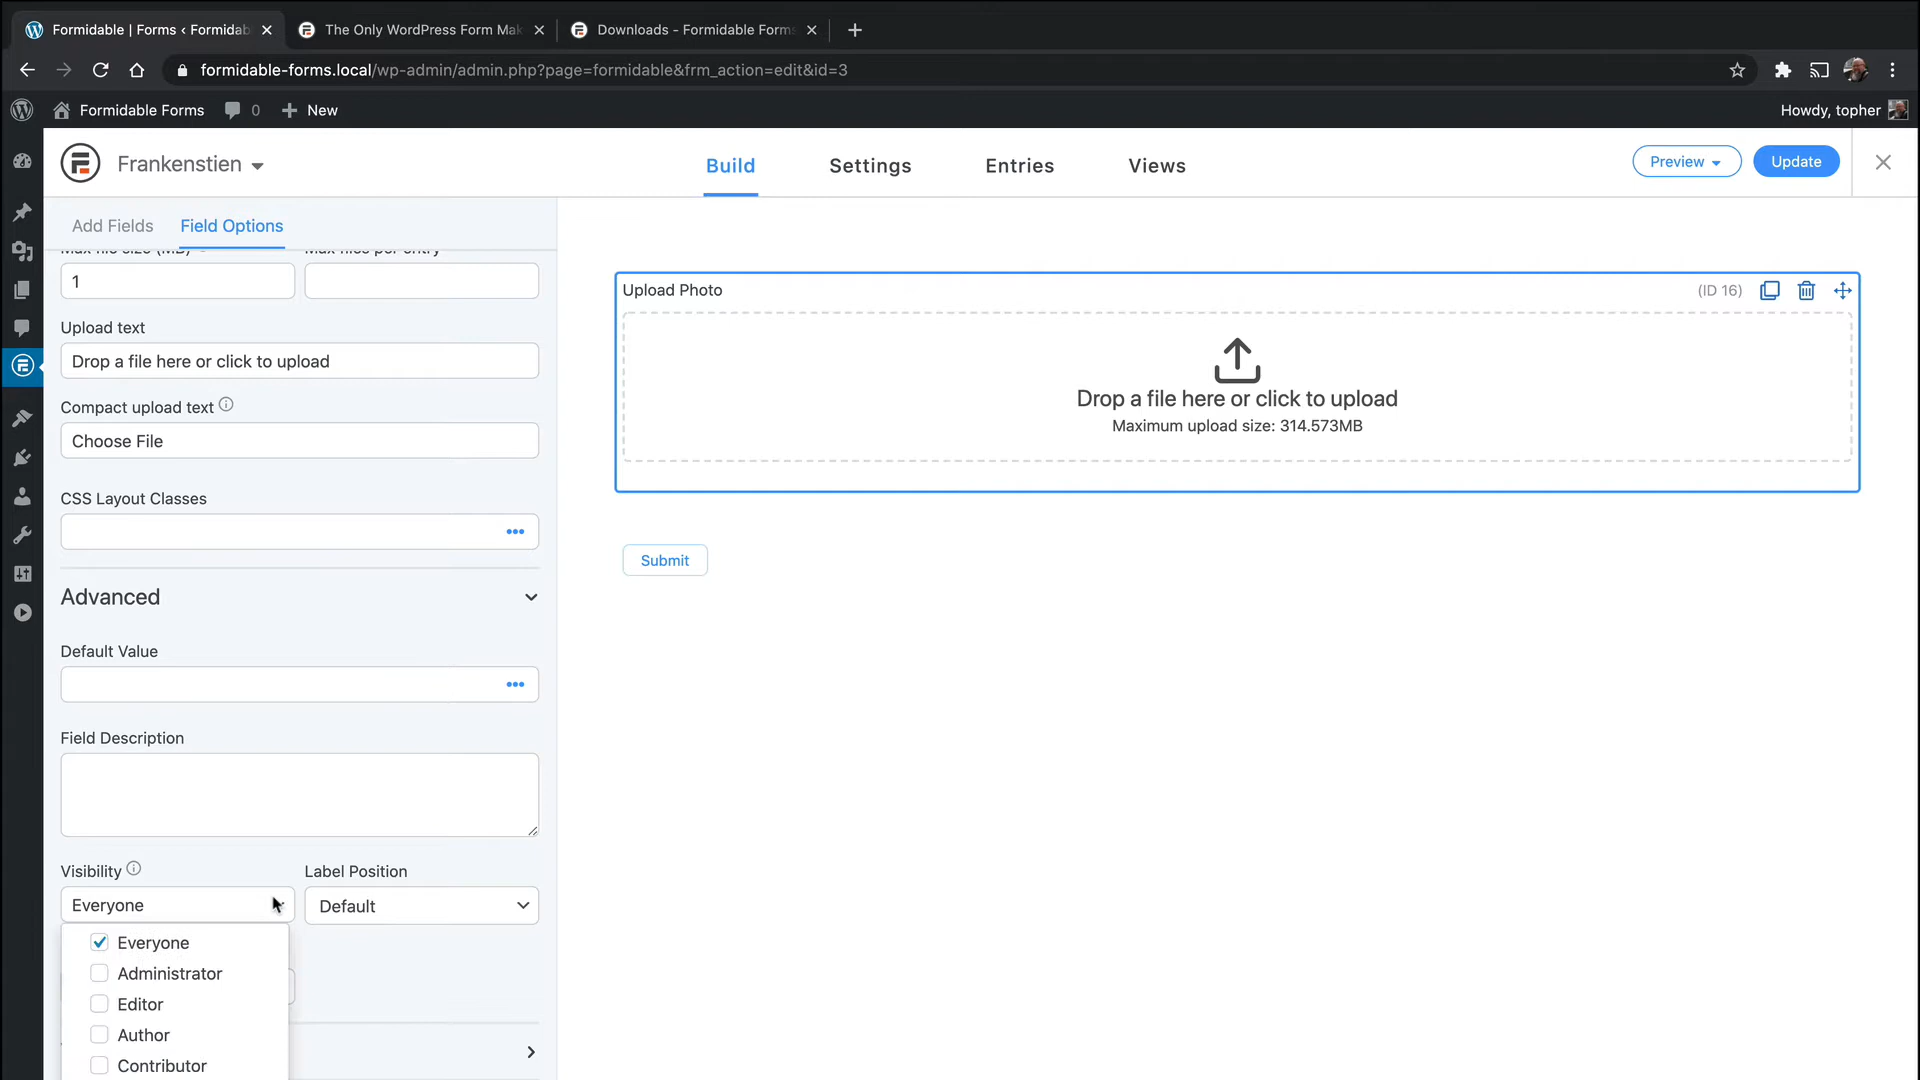 Formidable | Forms ‹ Formidab
The Only WordPress Form Mak
Downloads - Formidable Forms
formidable-forms.local/wp-admin/admin.php?page=formidable&frm_action=edit&id=3
Formidable Forms
0
New
Howdy, topher
Frankenstien
Build
Settings
Entries
Views
Preview
Update
Add Fields
Field Options
Max file size (MB)
Max files per entry
1
Upload text
Drop a file here or click to upload
Compact upload text
Choose File
CSS Layout Classes
Advanced
Default Value
Field Description
Visibility
Label Position
Everyone
Default
Everyone
Administrator
Editor
Author
Contributor
Upload Photo
(ID 16)
Drop a file here or click to upload
Maximum upload size: 314.573MB
Submit